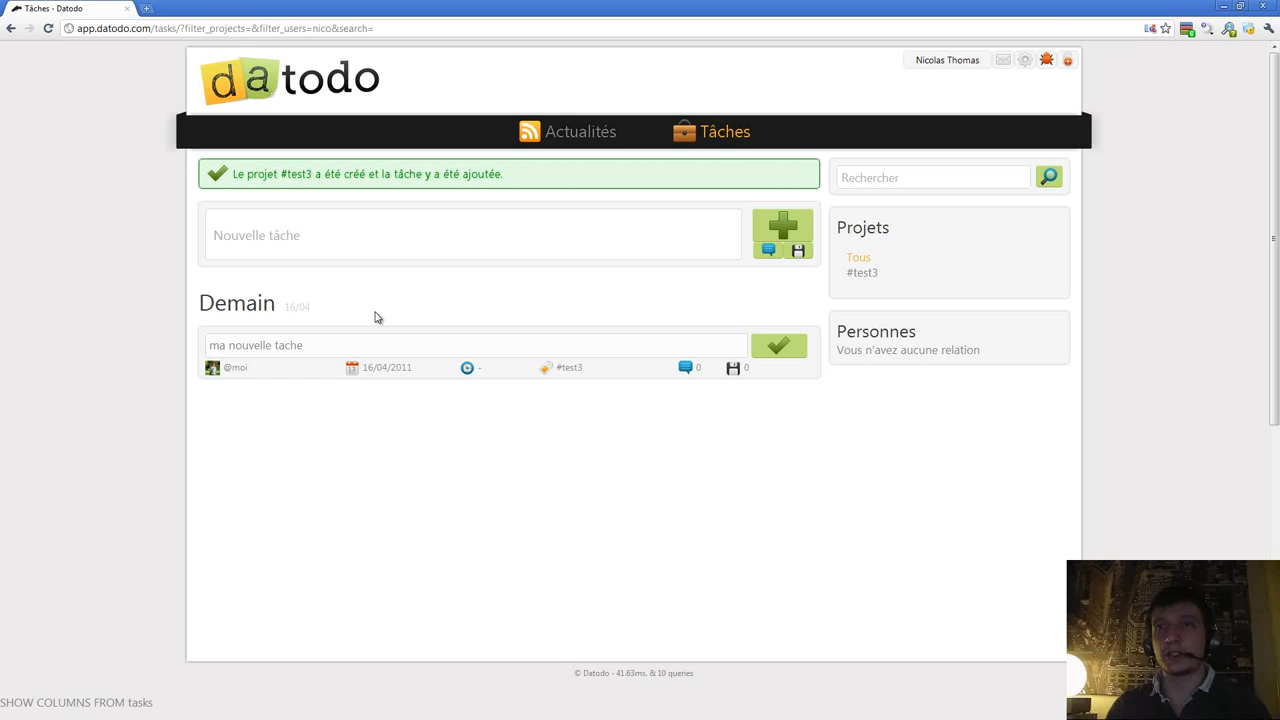 Tâches - Datodo
app.datodo.com/tasks/?filter_projects=&filter_users=nico&search=
datodo
Nicolas Thomas
Actualités
Tâches
Le projet #test3 a été créé et la tâche y a été ajoutée.
Rechercher
Nouvelle tâche
Projets
Tous
#test3
Demain 16/04
Personnes
Vous n'avez aucune relation
ma nouvelle tache
@moi
16/04/2011
-
#test3
0
0
© Datodo - 41.63ms. & 10 queries
SHOW COLUMNS FROM tasks